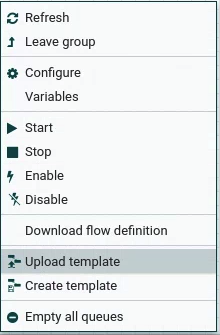 Refresh
Leave group
Configure
Variables
Start
Stop
Enable
Disable
Download flow definition
Upload template
Create template
Empty all queues